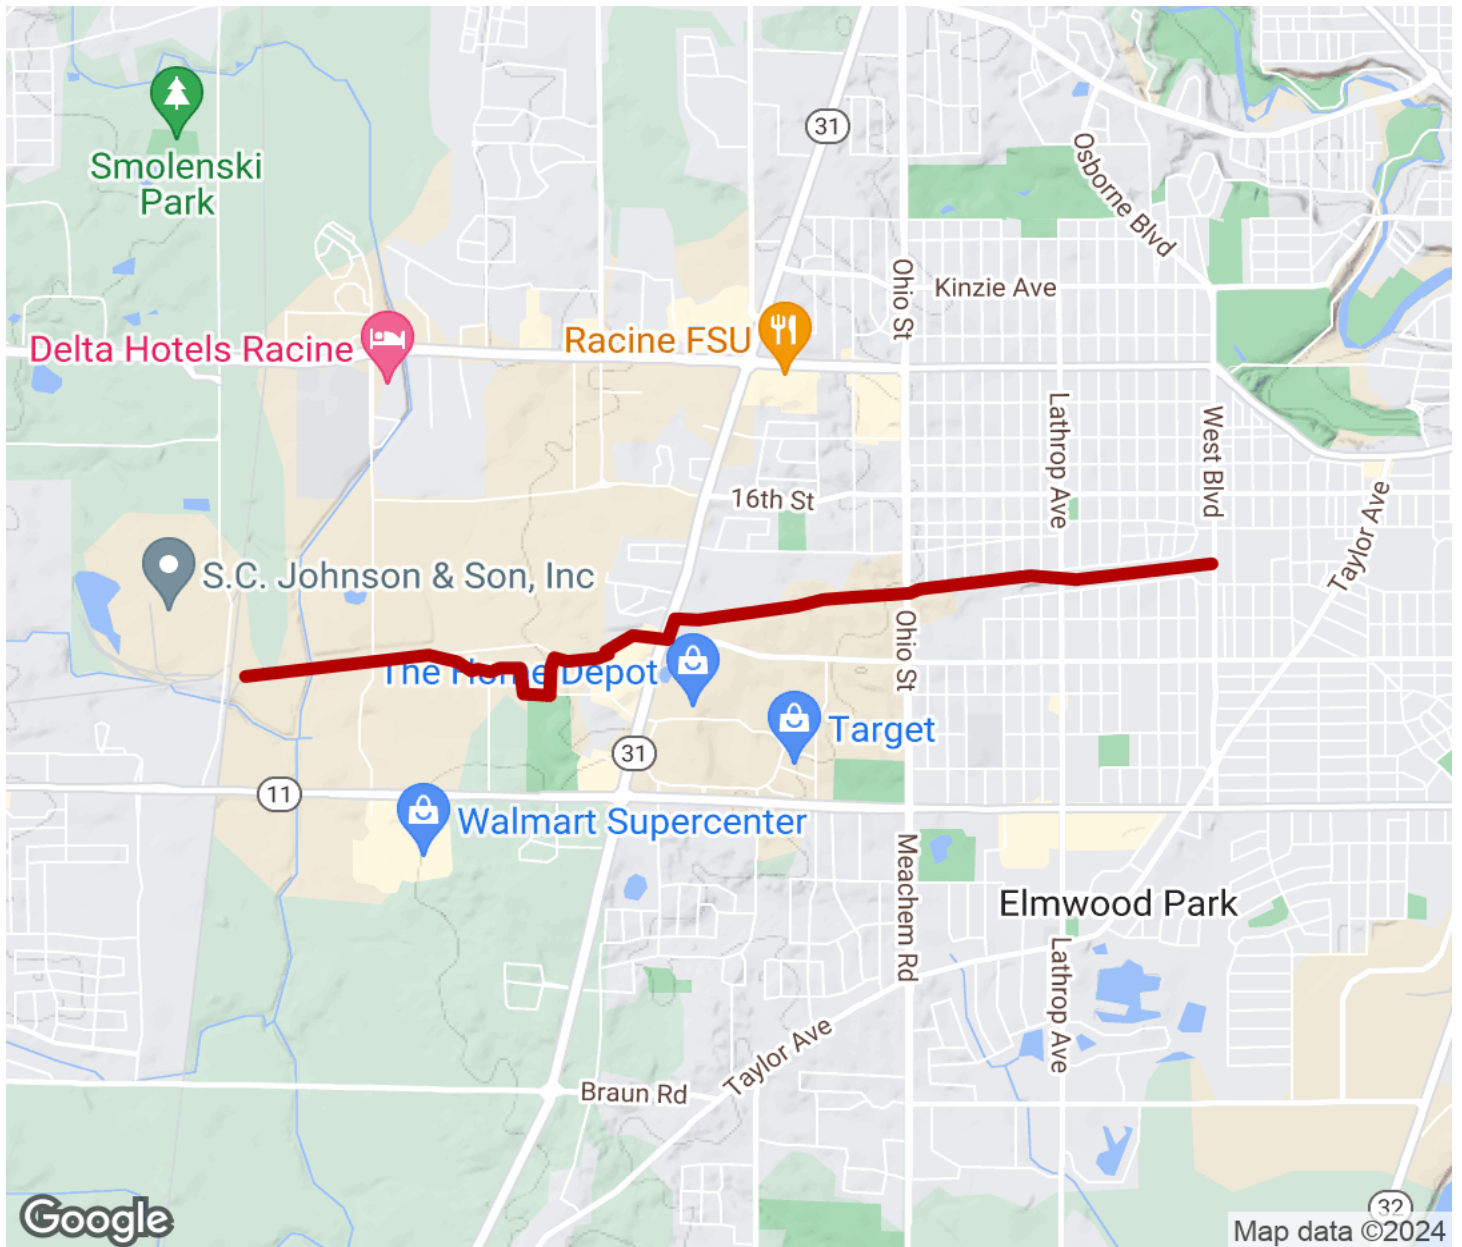 31
Smolenski
Park
Osborne Blvd
Ohio St
Kinzie Ave
Racine FSU
Delta Hotels Racine
Lathrop Ave
West Blvd
16th St
Taylor Ave
S.C. Johnson & Son, Inc
Ohio St
The Home Depot
Target
31
11
Walmart Supercenter
Meachem Rd
Elmwood Park
Lathrop Ave
Taylor Ave
Braun Rd
32
Google
Map data ©2024